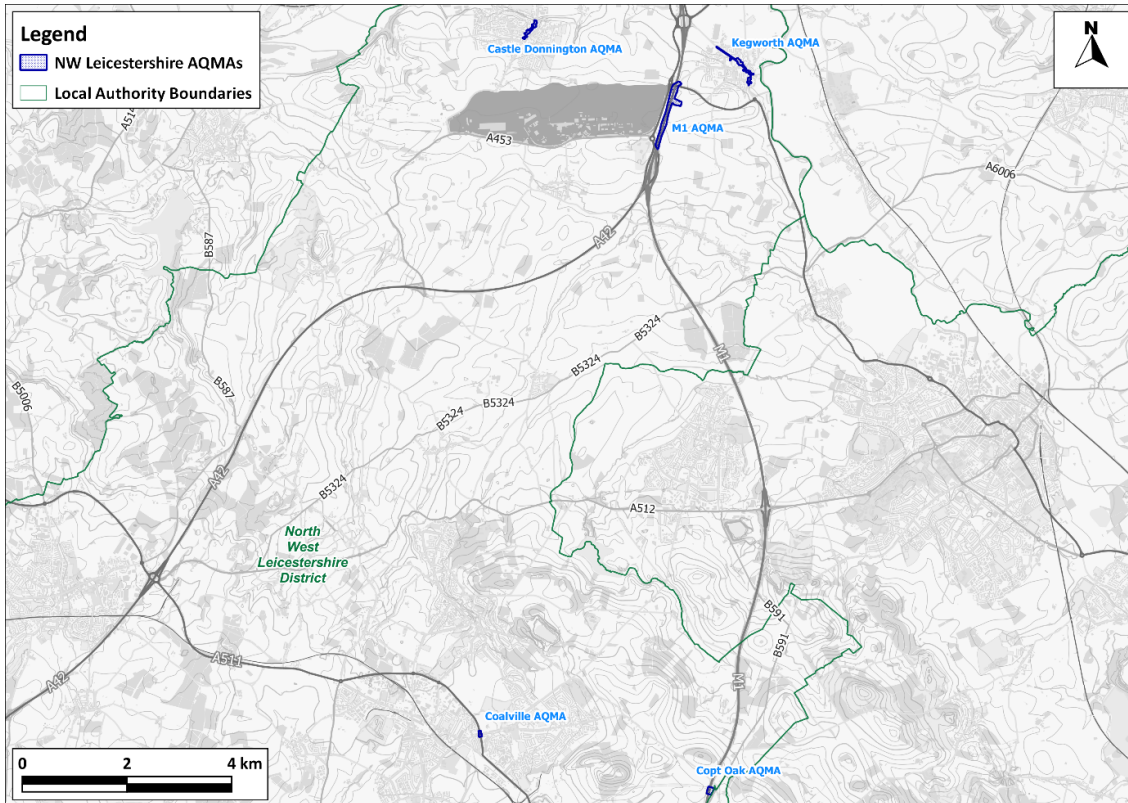 Legend
NW Leicestershire AQMAs
Local Authority Boundaries
N
Castle Donnington AQMA
Kegworth AQMA
M1 AQMA
A514
A453
A6006
B587
A42
B5324
B5324
M1
B5324
B5006
B587
B5324
A42
B5324
A512
North
West
Leicestershire
District
B591
B591
A511
A42
M1
Coalville AQMA
Copt Oak AQMA
0 2 4 km